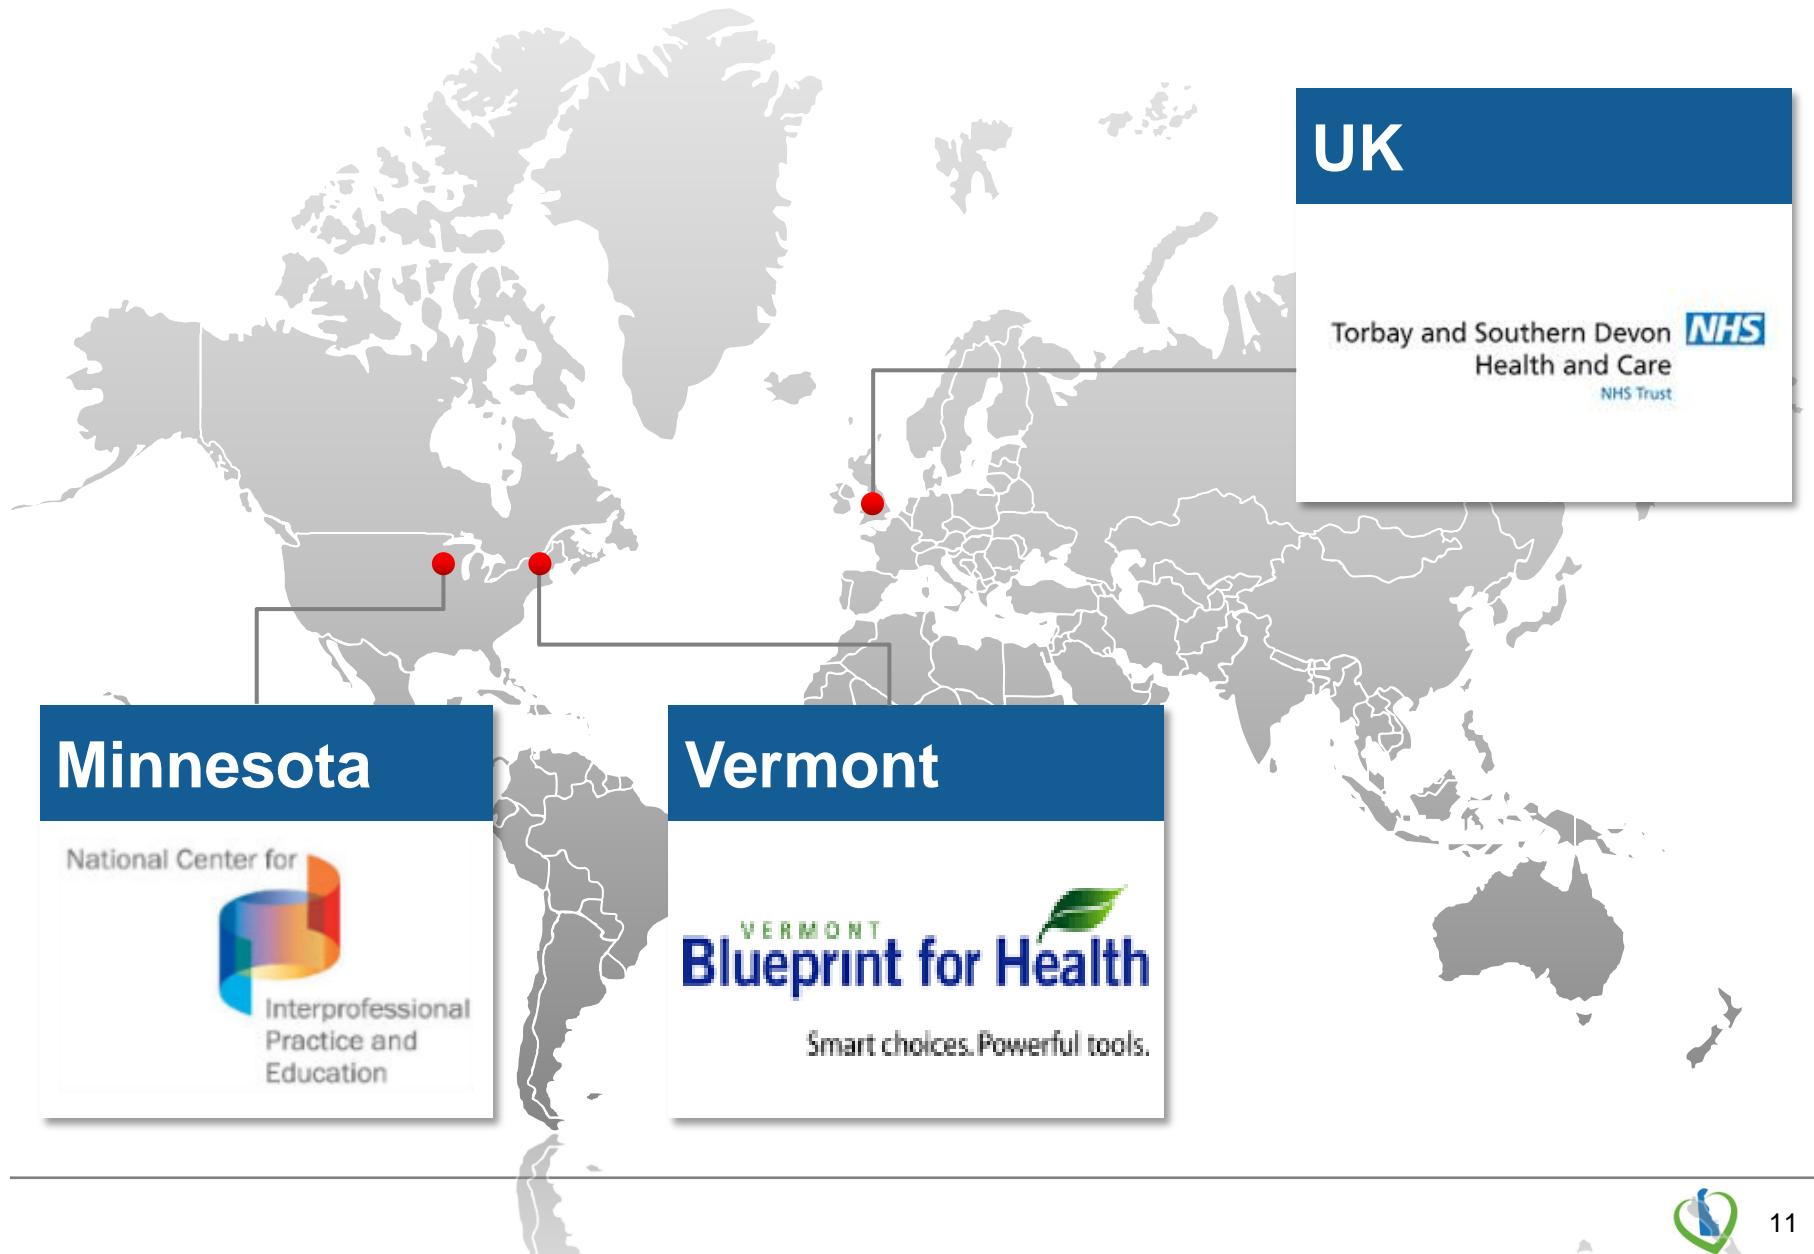 UK
Torbay and Southern Devon NHS
Health and Care
NHS Trust
Minnesota
National Center for
Interprofessional
Practice and
Education
Vermont
VERMONT
Blueprint for Health
Smart choices. Powerful tools.
11